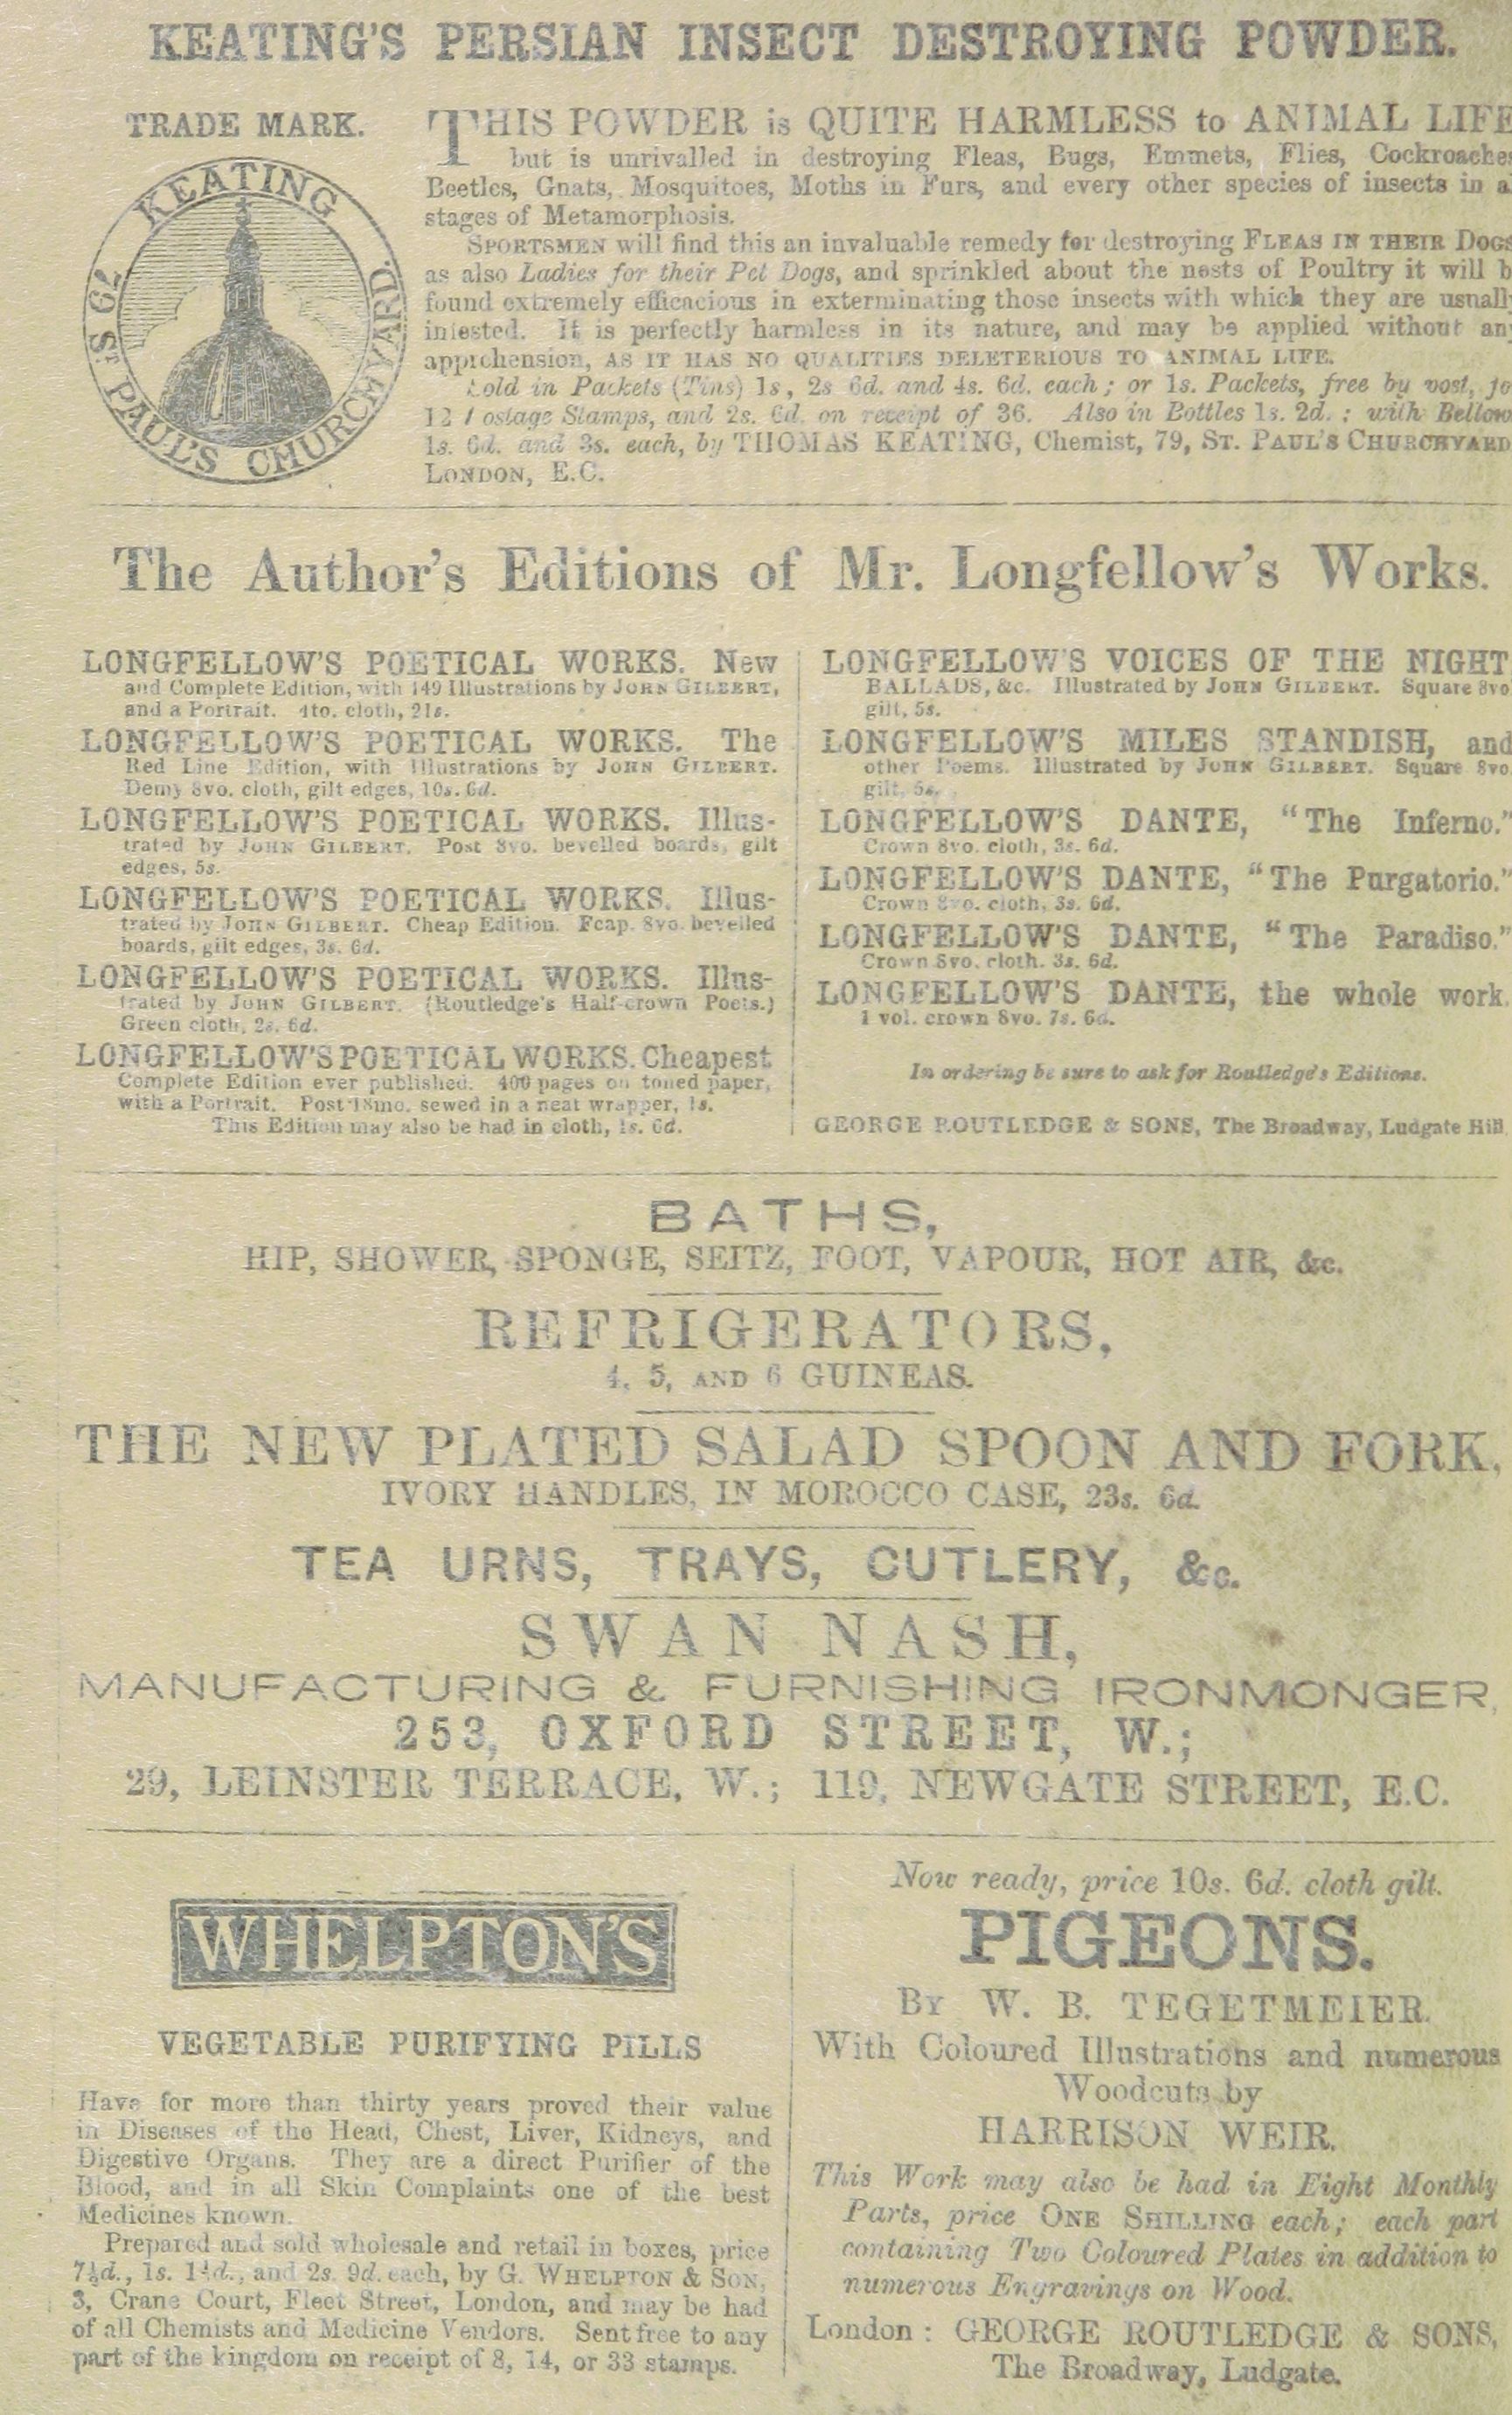 KEATING'S PERSIAN INSECT DESTROYING POWDER.
TRADE MARK.
KEATING
79 ST.
PAUL'S CHURCHYARD.
THIS POWDER is QUITE HARMLESS to ANIMAL LIFE
but is unrivalled in destroying Fleas, Bugs, Emmets, Flies, Cockroaches
Beetles, Gnats, Mosquitoes, Moths in Furs, and every other species of insects in a
stages of Metamorphosis.
SPORTSMEN will find this an invaluable remedy for destroying FLEAS IN THEIR DOGS
as also Ladies for their Pet Dogs, and sprinkled about the nests of Poultry it will b
found extremely efficacious in exterminating those insects with which they are usually
infested. It is perfectly harmless in its nature, and may be applied without any
apprehension, AS IT HAS NO QUALITIES DELETERIOUS TO ANIMAL LIFE.
Sold in Packets (Tins) 1s, 2s 6d. and 4s. 6d. each; or 1s. Packets, free by post, fo
12 Postage Stamps, and 2s. 6d. on receipt of 36. Also in Bottles 1s. 2d.; with Bellow
1s. 6d. and 3s. each, by THOMAS KEATING, Chemist, 79, ST. PAUL'S CHURCHYARD
LONDON, E.C.
The Author's Editions of Mr. Longfellow's Works.
LONGFELLOW'S POETICAL WORKS. New
and Complete Edition, with 149 Illustrations by JOHN GILBERT,
and a Portrait. 4to. cloth, 21s.
LONGFELLOW'S POETICAL WORKS. The
Red Line Edition, with Illustrations by JOHN GILBERT.
Demy 8vo. cloth, gilt edges, 10s. 6d.
LONGFELLOW'S POETICAL WORKS. Illus-
trated by JOHN GILBERT. Post 8vo. bevelled boards, gilt
edges, 5s.
LONGFELLOW'S POETICAL WORKS. Illus-
trated by JOHN GILBERT. Cheap Edition. Fcap. 8vo. bevelled
boards, gilt edges, 3s. 6d.
LONGFELLOW'S POETICAL WORKS. Illus-
trated by JOHN GILBERT. (Routledge's Half-crown Poets.)
Green cloth, 2s. 6d.
LONGFELLOW'S POETICAL WORKS. Cheapest
Complete Edition ever published. 400 pages on toned paper,
with a Portrait. Post 18mo. sewed in a neat wrapper, 1s.
This Edition may also be had in cloth, 1s. 6d.
LONGFELLOW'S VOICES OF THE NIGHT
BALLADS, &c. Illustrated by JOHN GILBERT. Square 8vo
gilt, 5s.
LONGFELLOW'S MILES STANDISH, and
other Poems. Illustrated by JOHN GILBERT. Square 8vo
gilt, 5s.
LONGFELLOW'S DANTE, "The Inferno."
Crown 8vo. cloth, 3s. 6d.
LONGFELLOW'S DANTE, "The Purgatorio."
Crown 8vo. cloth, 3s. 6d.
LONGFELLOW'S DANTE, "The Paradiso."
Crown 8vo. cloth. 3s. 6d.
LONGFELLOW'S DANTE, the whole work.
1 vol. crown 8vo. 7s. 6d.
In ordering be sure to ask for Routledge's Editions.
GEORGE ROUTLEDGE & SONS, The Broadway, Ludgate Hill
BATHS,
HIP, SHOWER, SPONGE, SEITZ, FOOT, VAPOUR, HOT AIR, &c.
REFRIGERATORS,
4, 5, AND 6 GUINEAS.
THE NEW PLATED SALAD SPOON AND FORK,
IVORY HANDLES, IN MOROCCO CASE, 23s. 6d.
TEA URNS, TRAYS, CUTLERY, &c.
SWAN NASH,
MANUFACTURING & FURNISHING IRONMONGER,
253, OXFORD STREET, W.;
29, LEINSTER TERRACE, W.; 119, NEWGATE STREET, E.C.
WHELPTON'S
VEGETABLE PURIFYING PILLS
Have for more than thirty years proved their value
in Diseases of the Head, Chest, Liver, Kidneys, and
Digestive Organs. They are a direct Purifier of the
Blood, and in all Skin Complaints one of the best
Medicines known.
Prepared and sold wholesale and retail in boxes, price
7½d., 1s. 1½d., and 2s. 9d. each, by G. WHELPTON & SON,
3, Crane Court, Fleet Street, London, and may be had
of all Chemists and Medicine Vendors. Sent free to any
part of the kingdom on receipt of 8, 14, or 33 stamps.
Now ready, price 10s. 6d. cloth gilt.
PIGEONS.
BY W. B. TEGETMEIER.
With Coloured Illustrations and numerous
Woodcuts by
HARRISON WEIR.
This Work may also be had in Eight Monthly
Parts, price ONE SHILLING each; each part
containing Two Coloured Plates in addition to
numerous Engravings on Wood.
London: GEORGE ROUTLEDGE & SONS,
The Broadway, Ludgate.